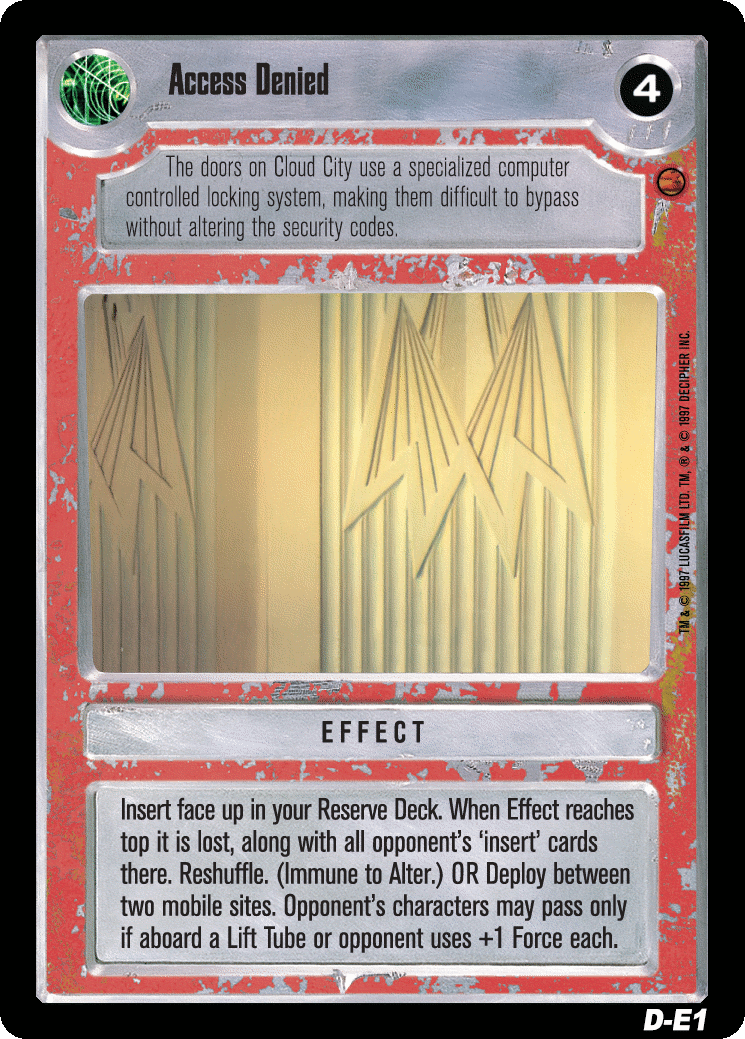 Access Denied
4
The doors on Cloud City use a specialized computer
controlled locking system, making them difficult to bypass
without altering the security codes.
TM & © 1997 LUCASFILM LTD. TM, ® & © 1997 DECIPHER INC.
EFFECT
Insert face up in your Reserve Deck. When Effect reaches
top it is lost, along with all opponent's ‘insert’ cards
there. Reshuffle. (Immune to Alter.) OR Deploy between
two mobile sites. Opponent's characters may pass only
if aboard a Lift Tube or opponent uses +1 Force each.
D-E1